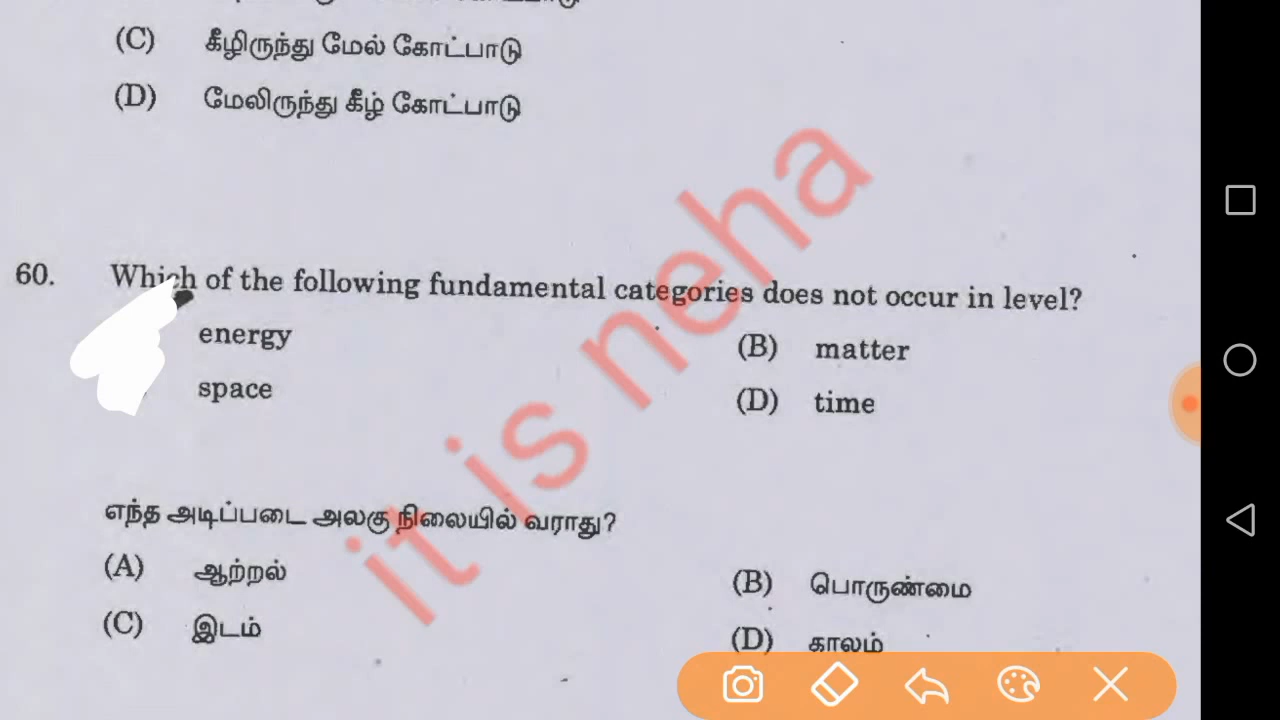 (C) கீழிருந்து மேல் கோட்பாடு
(D) மேலிருந்து கீழ் கோட்பாடு
60. Which of the following fundamental categories does not occur in level?
energy (B) matter
space (D) time
எந்த அடிப்படை அலகு நிலையில் வராது?
(A) ஆற்றல் (B) பொருண்மை
(C) இடம் (D) காலம்
it is neha